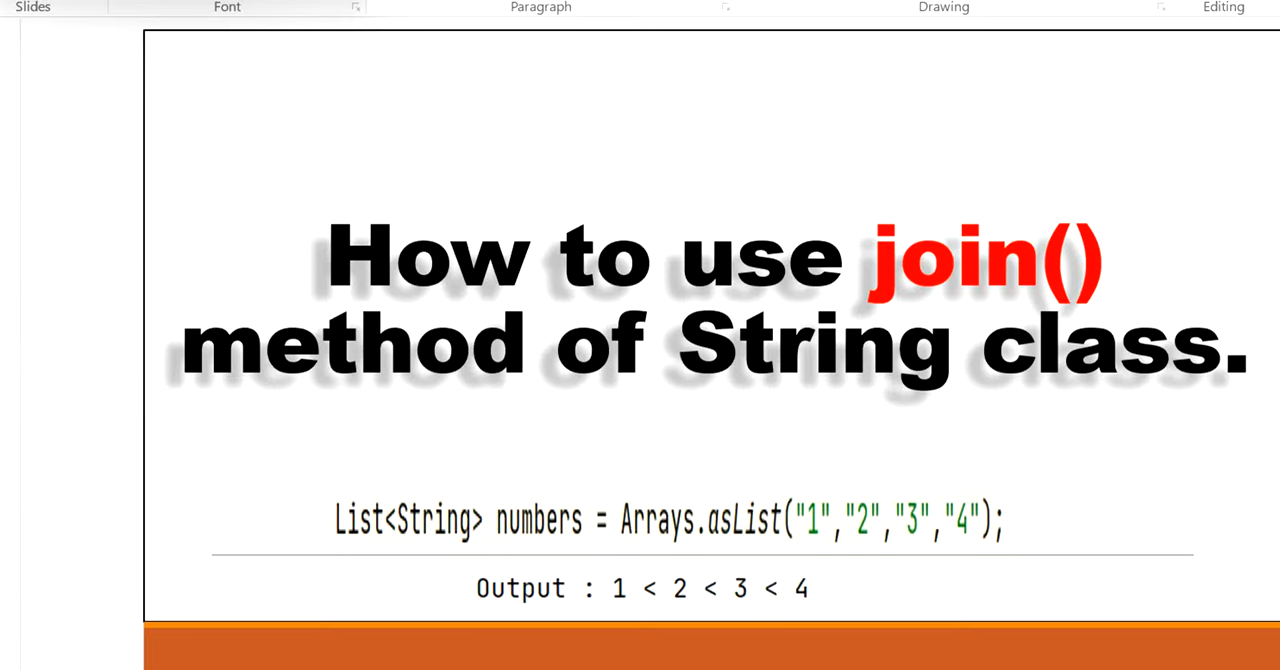 Slides Font Paragraph Drawing Editing
How to use join()
method of String class.
List<String> numbers = Arrays.asList("1","2","3","4");
Output : 1 < 2 < 3 < 4